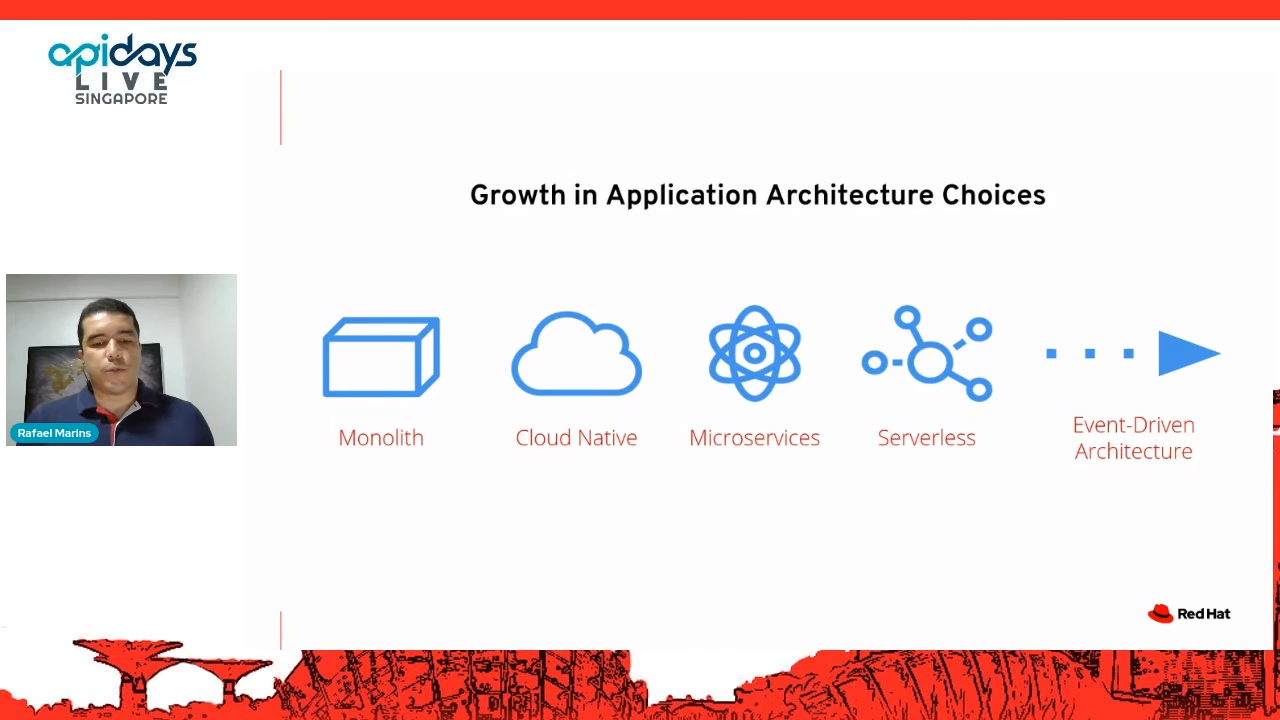 apidays
LIVE
SINGAPORE
Growth in Application Architecture Choices
Monolith
Cloud Native
Microservices
Serverless
Event-Driven
Architecture
Rafael Marins
Red Hat